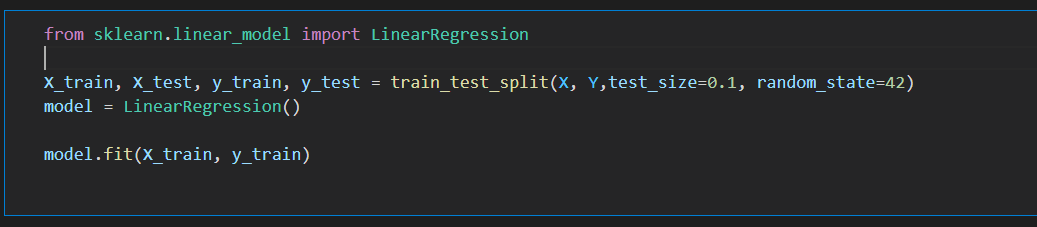 from sklearn.linear_model import LinearRegression
X_train, X_test, y_train, y_test = train_test_split(X, Y,test_size=0.1, random_state=42)
model = LinearRegression()
model.fit(X_train, y_train)